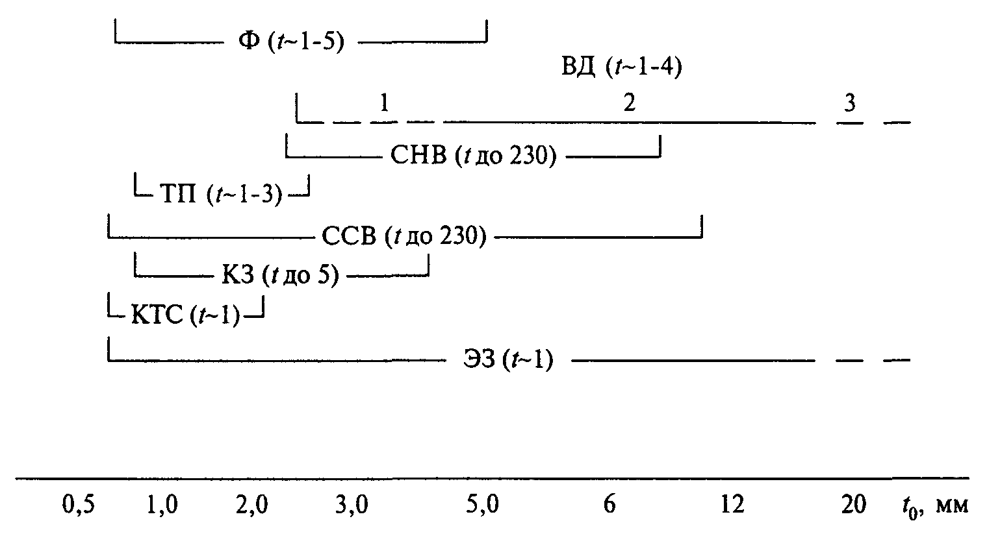 Ф (t~1-5)
ВД (t~1-4)
1 2 3
СНВ (t до 230)
ТП (t~1-3)
ССВ (t до 230)
КЗ (t до 5)
КТС (t~1)
ЭЗ (t~1)
0,5 1,0 2,0 3,0 5,0 6 12 20 t₀, мм